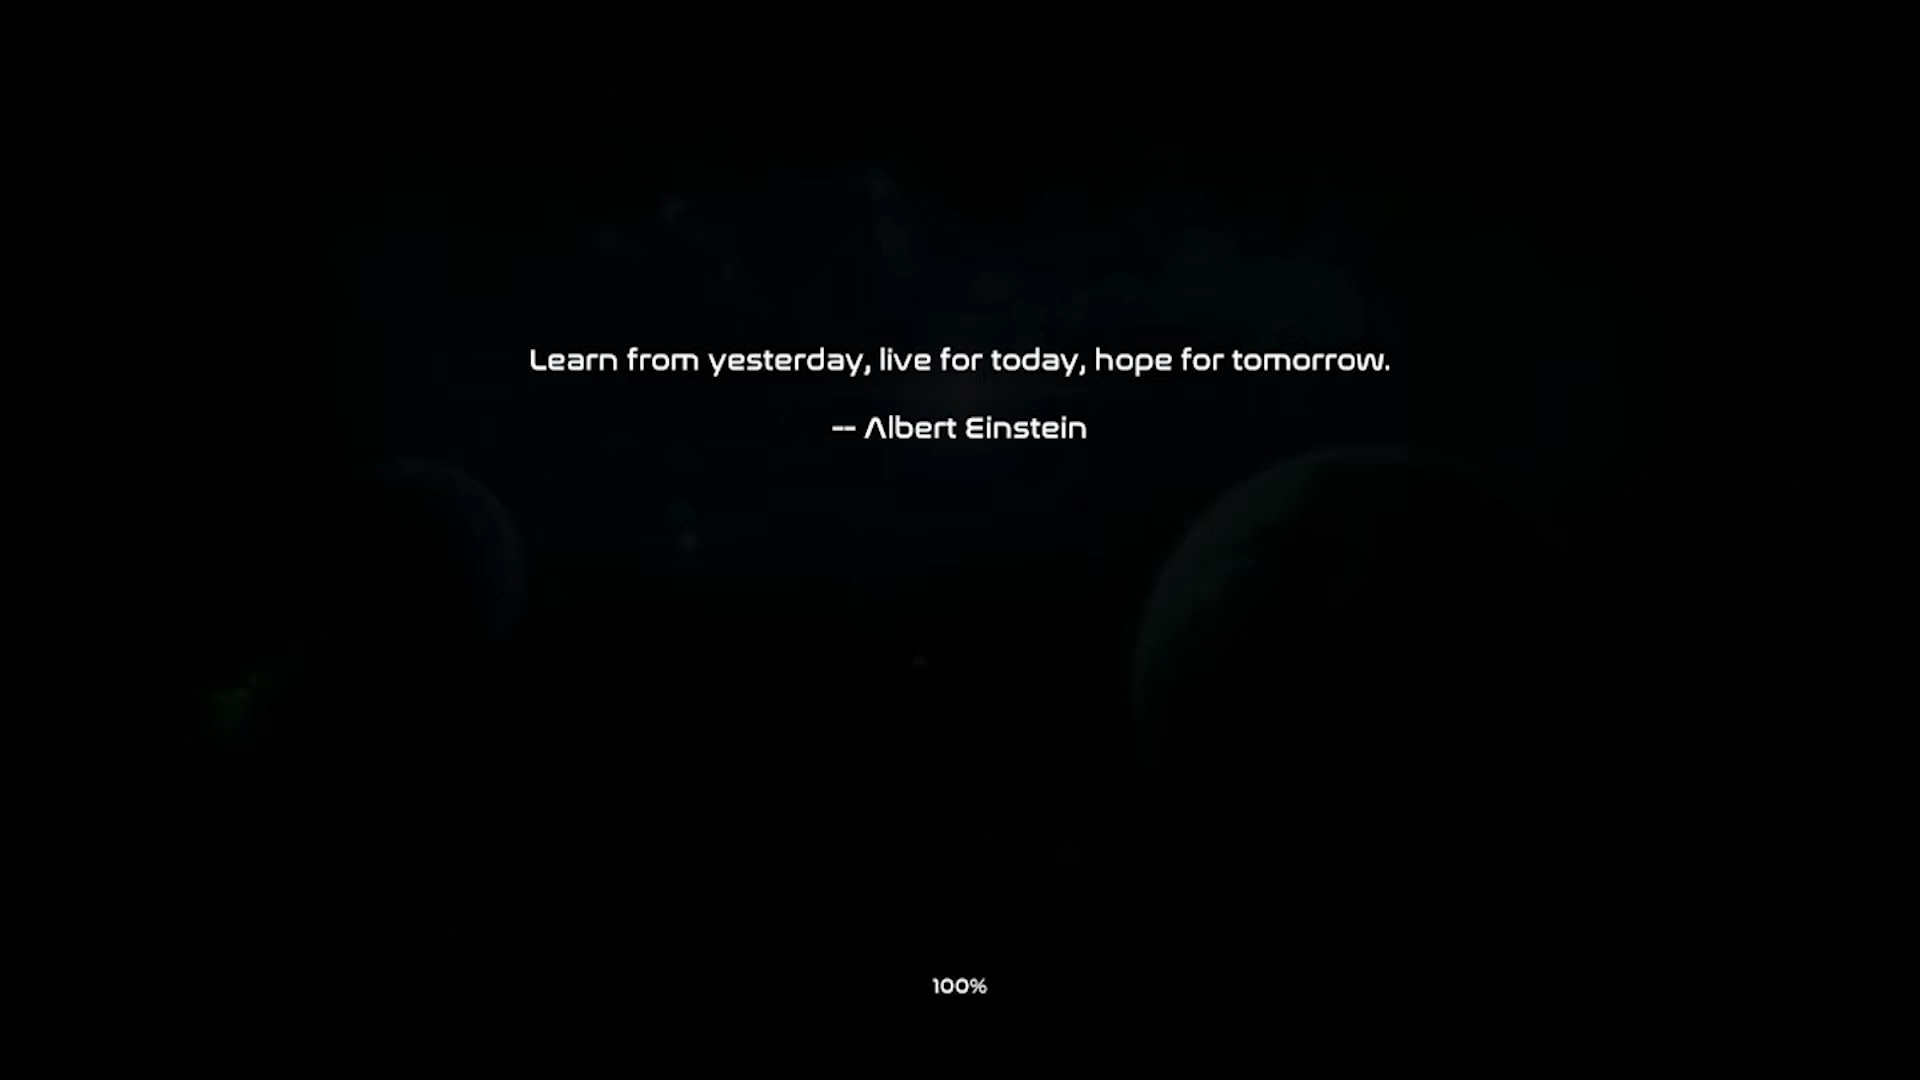 Learn from yesterday, live for today, hope for tomorrow.
-- Albert Einstein
100%